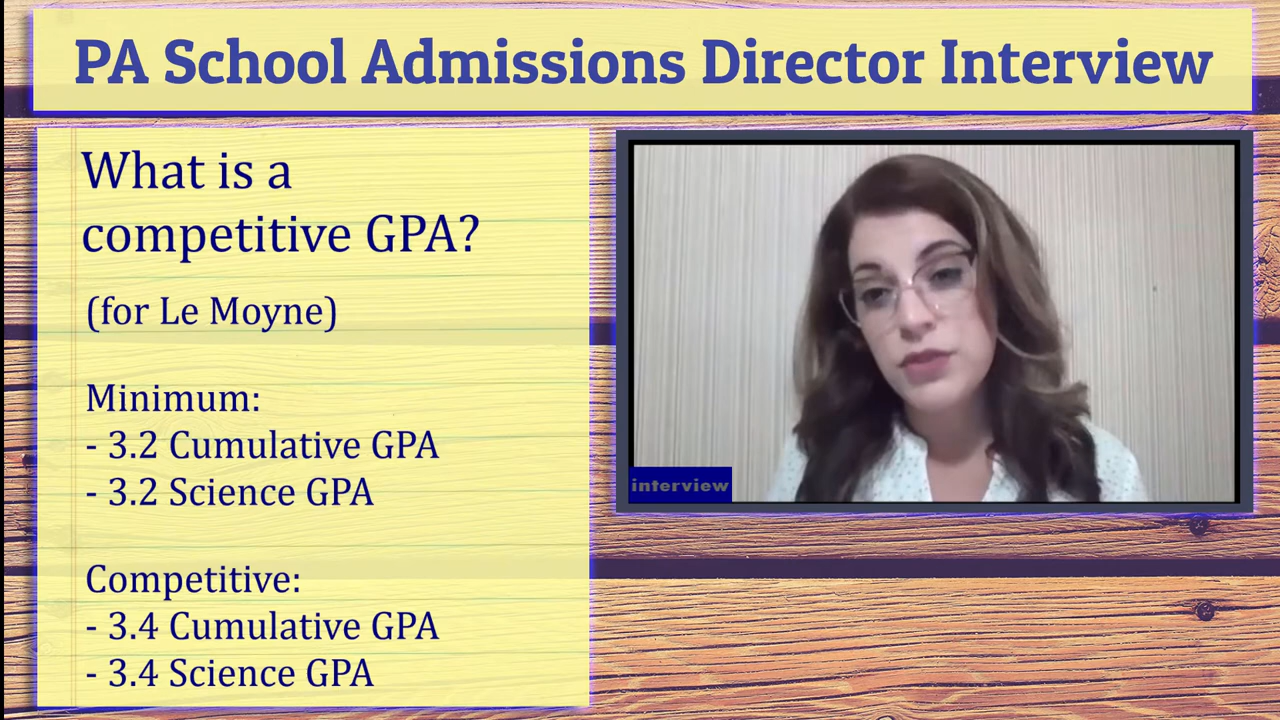 PA School Admissions Director Interview
What is a
competitive GPA?
(for Le Moyne)
Minimum:
- 3.2 Cumulative GPA
- 3.2 Science GPA
Competitive:
- 3.4 Cumulative GPA
- 3.4 Science GPA
interview